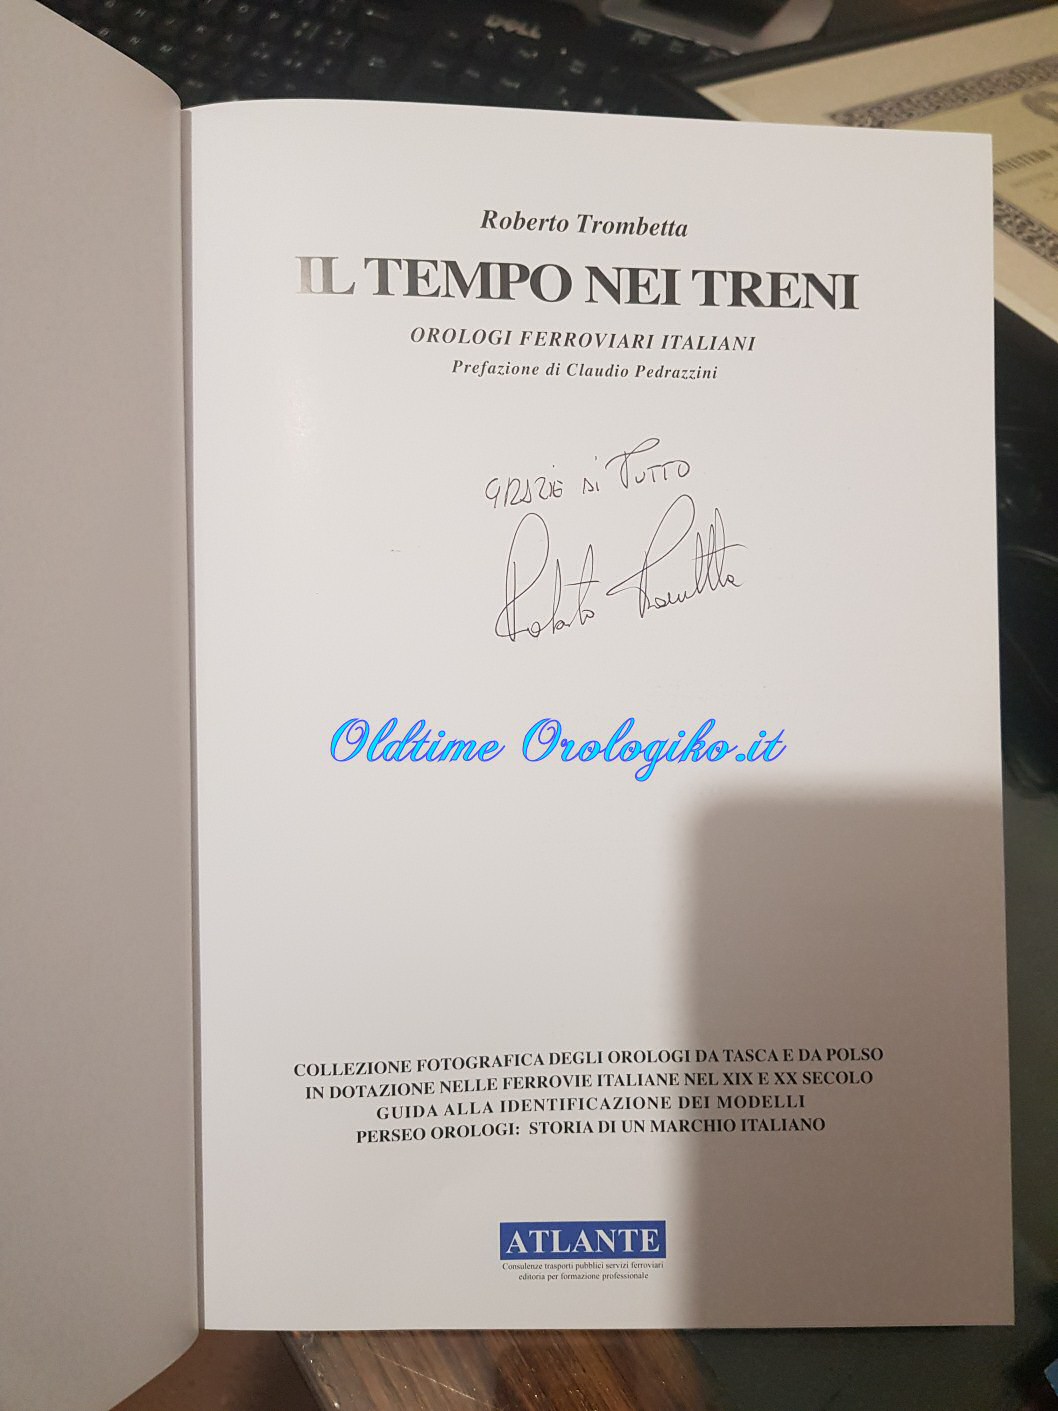 DELL
Roberto Trombetta
IL TEMPO NEI TRENI
OROLOGI FERROVIARI ITALIANI
Prefazione di Claudio Pedrazzini
GRAZIE DI TUTTO
Roberto Trombetta
Oldtime Orologiko.it
COLLEZIONE FOTOGRAFICA DEGLI OROLOGI DA TASCA E DA POLSO
IN DOTAZIONE NELLE FERROVIE ITALIANE NEL XIX E XX SECOLO
GUIDA ALLA IDENTIFICAZIONE DEI MODELLI
PERSEO OROLOGI: STORIA DI UN MARCHIO ITALIANO
ATLANTE
Consulenze trasporti pubblici servizi ferroviari
editoria per formazione professionale